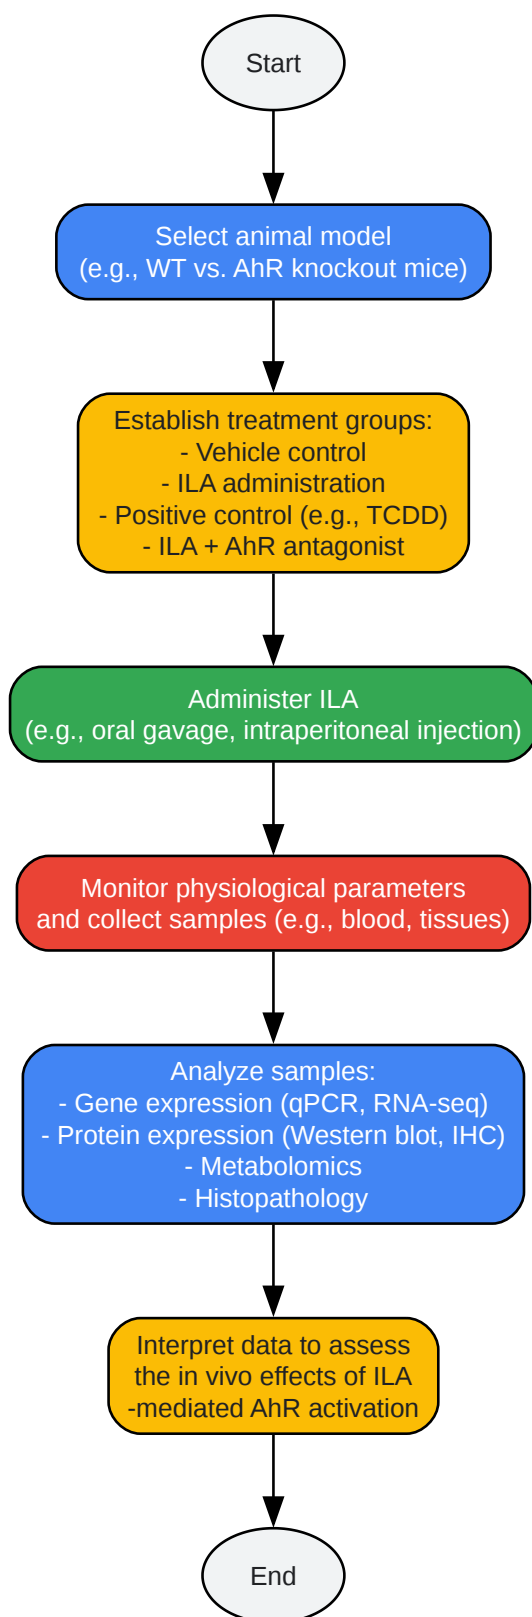 Start
Select animal model
(e.g., WT vs. AhR knockout mice)
Establish treatment groups:
- Vehicle control
- ILA administration
- Positive control (e.g., TCDD)
- ILA + AhR antagonist
Administer ILA
(e.g., oral gavage, intraperitoneal injection)
Monitor physiological parameters
and collect samples (e.g., blood, tissues)
Analyze samples:
- Gene expression (qPCR, RNA-seq)
- Protein expression (Western blot, IHC)
- Metabolomics
- Histopathology
Interpret data to assess
the in vivo effects of ILA
-mediated AhR activation
End